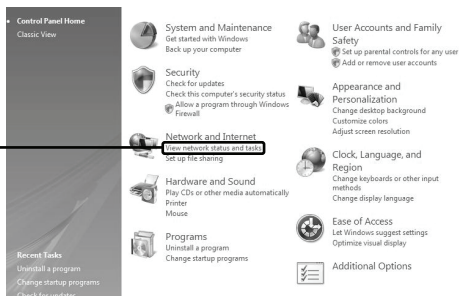 Control Panel Home
Classic View
System and Maintenance
Get started with Windows
Back up your computer
Security
Check for updates
Check this computer's security status
Allow a program through Windows
Firewall
Network and Internet
View network status and tasks
Set up file sharing
Hardware and Sound
Play CDs or other media automatically
Printer
Mouse
Programs
Uninstall a program
Change startup programs
User Accounts and Family
Safety
Set up parental controls for any user
Add or remove user accounts
Appearance and
Personalization
Change desktop background
Customize colors
Adjust screen resolution
Clock, Language, and
Region
Change keyboards or other input
methods
Change display language
Ease of Access
Let Windows suggest settings
Optimize visual display
Additional Options
Recent Tasks
Uninstall a program
Change startup programs
Check for updates